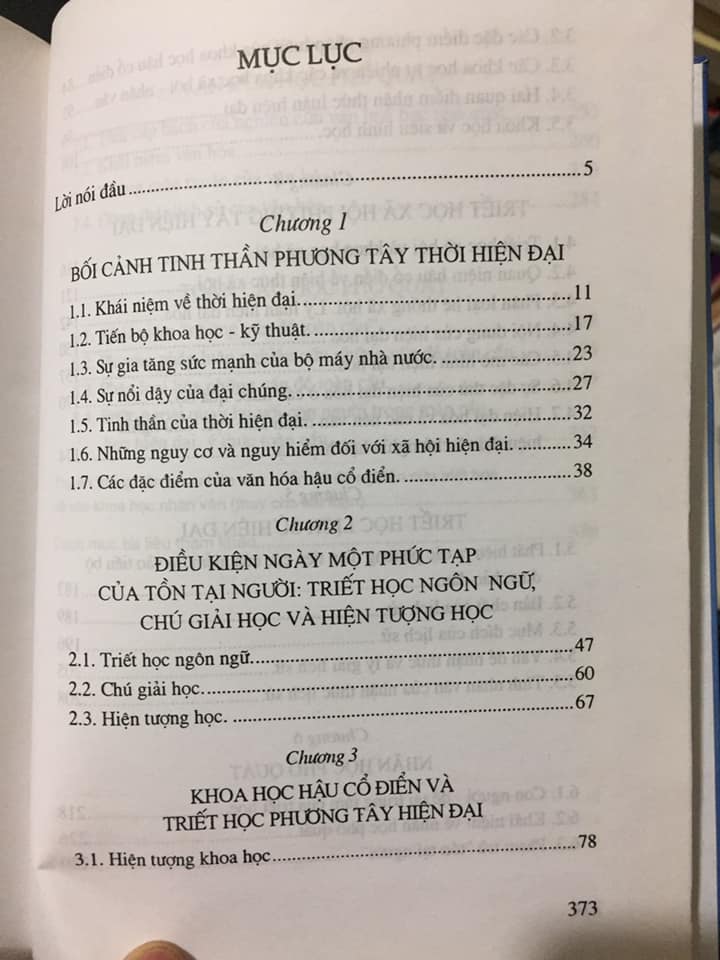 MỤC LỤC
Lời nói đầu..........5
Chương 1
BỐI CẢNH TINH THẦN PHƯƠNG TÂY THỜI HIỆN ĐẠI
1.1. Khái niệm về thời hiện đại..........11
1.2. Tiến bộ khoa học - kỹ thuật..........17
1.3. Sự gia tăng sức mạnh của bộ máy nhà nước..........23
1.4. Sự nổi dậy của đại chúng..........27
1.5. Tinh thần của thời hiện đại..........32
1.6. Những nguy cơ và nguy hiểm đối với xã hội hiện đại..........34
1.7. Các đặc điểm của văn hóa hậu cổ điển..........38
Chương 2
ĐIỀU KIỆN NGÀY MỘT PHỨC TẠP
CỦA TỒN TẠI NGƯỜI: TRIẾT HỌC NGÔN NGỮ,
CHÚ GIẢI HỌC VÀ HIỆN TƯỢNG HỌC
2.1. Triết học ngôn ngữ..........47
2.2. Chú giải học..........60
2.3. Hiện tượng học..........67
Chương 3
KHOA HỌC HẬU CỔ ĐIỂN VÀ
TRIẾT HỌC PHƯƠNG TÂY HIỆN ĐẠI
3.1. Hiện tượng khoa học..........78
373